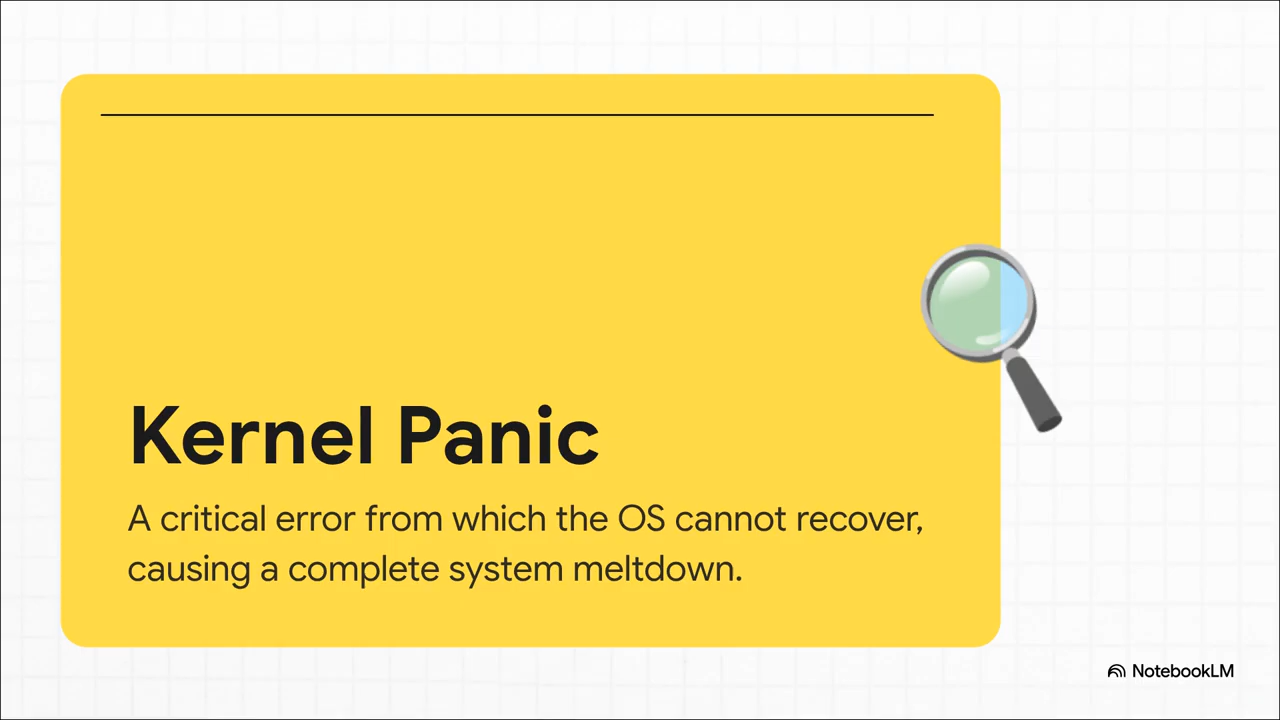 Kernel Panic
A critical error from which the OS cannot recover,
causing a complete system meltdown.
NotebookLM